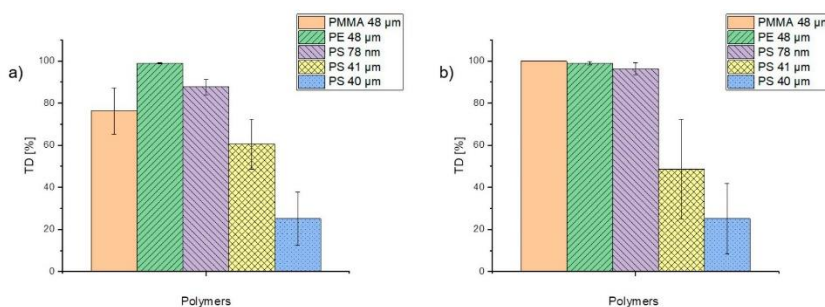 a)
PMMA 48 μm
PE 48 μm
PS 78 nm
PS 41 μm
PS 40 μm
100
80
60
40
20
0
TD [%]
Polymers
b)
PMMA 48 μm
PE 48 μm
PS 78 nm
PS 41 μm
PS 40 μm
100
80
60
40
20
0
TD [%]
Polymers